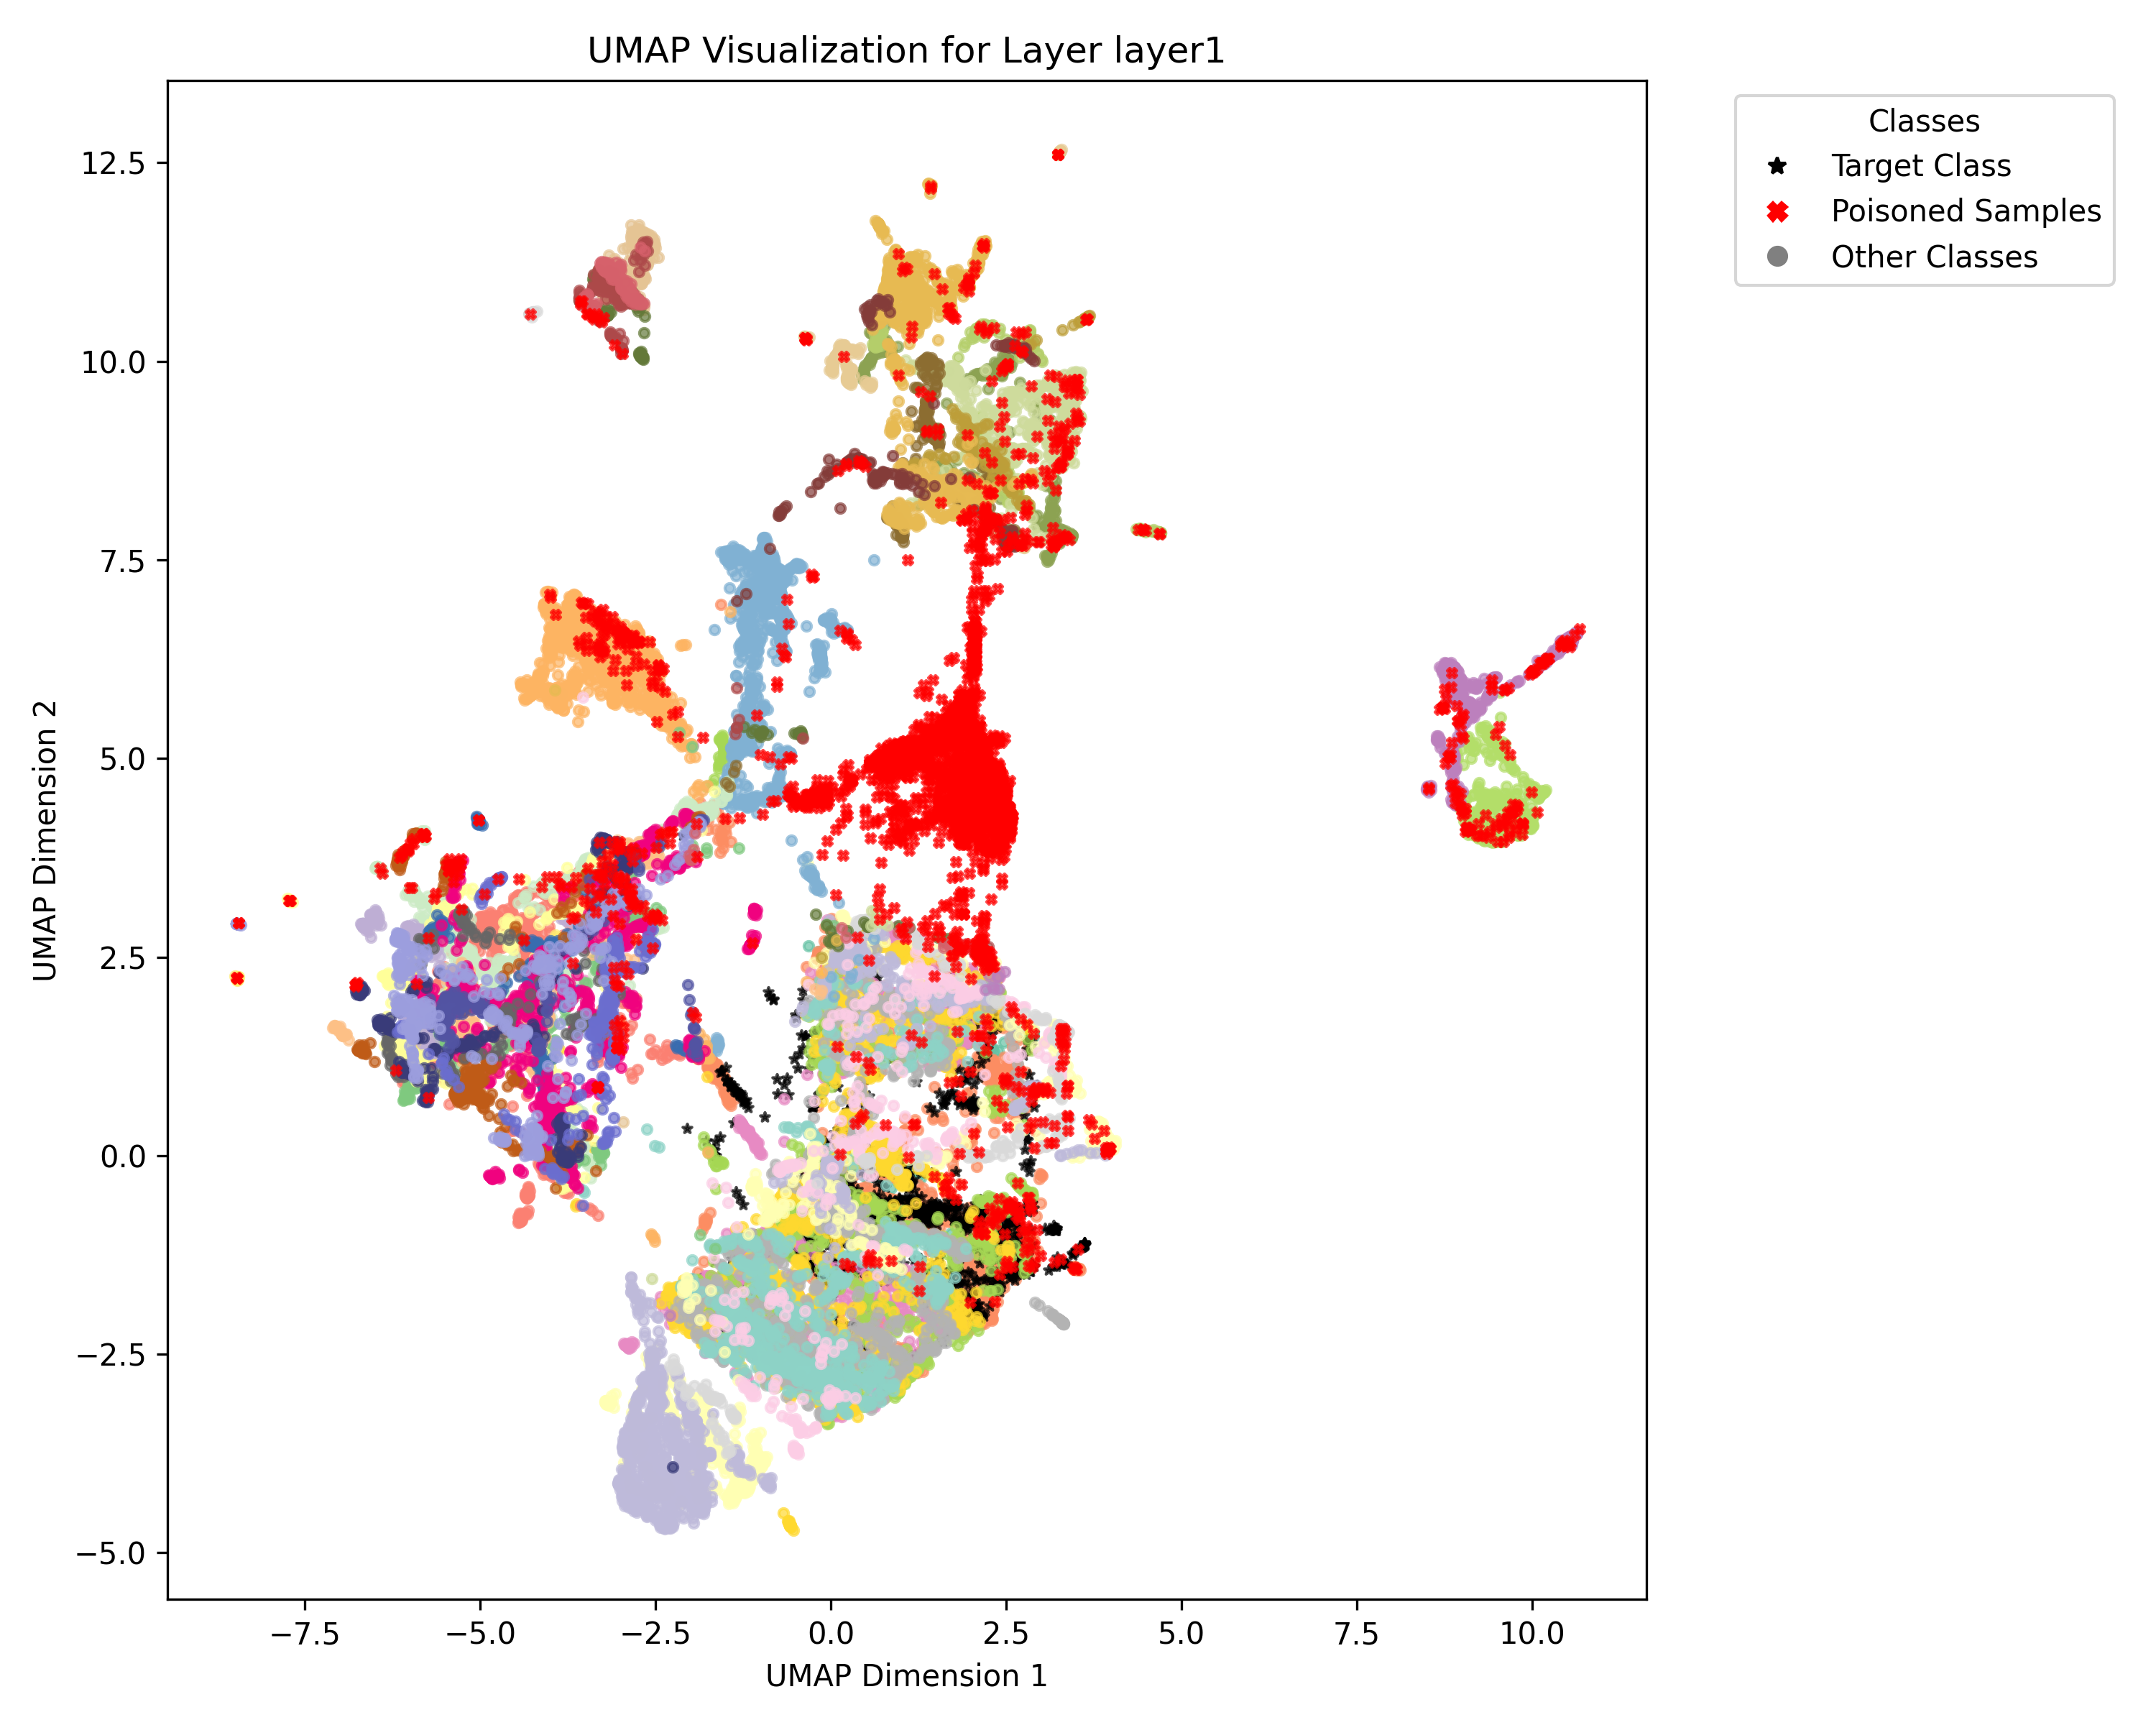 UMAP Visualization for Layer layer1
Classes
Target Class
Poisoned Samples
Other Classes
12.5
10.0
7.5
5.0
2.5
0.0
−2.5
−5.0
UMAP Dimension 2
−7.5 −5.0 −2.5 0.0 2.5 5.0 7.5 10.0
UMAP Dimension 1